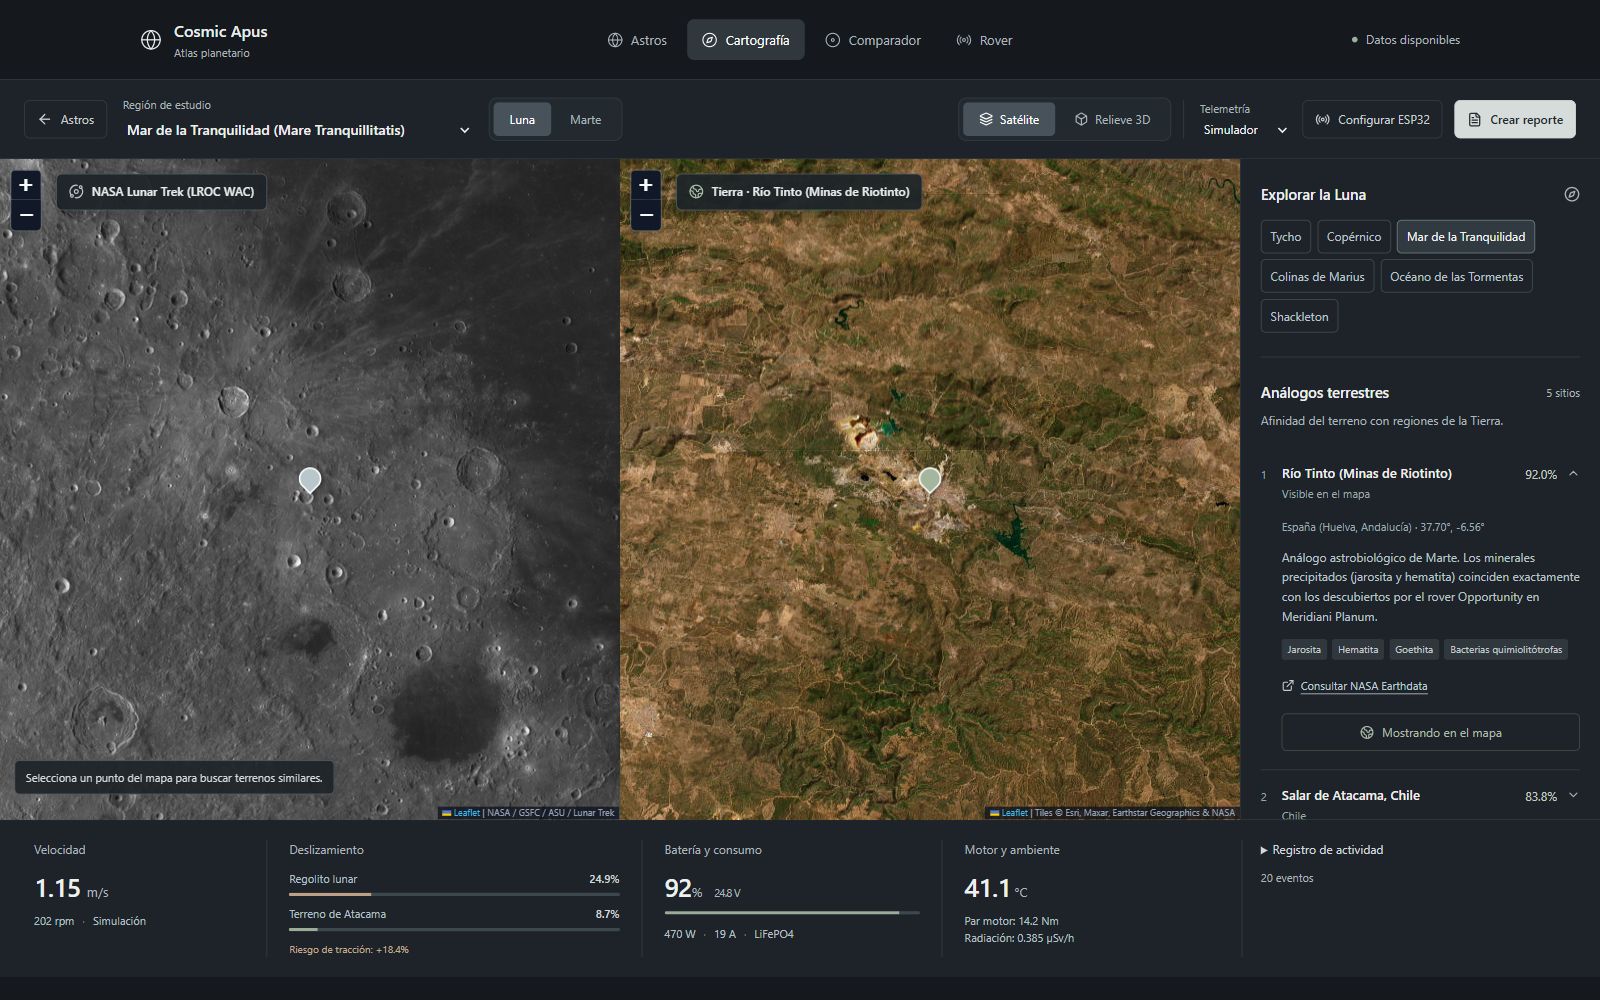 Cosmic Apus
Atlas planetario
Astros
Cartografía
Comparador
Rover
Datos disponibles
Astros
Región de estudio
Mar de la Tranquilidad (Mare Tranquillitatis)
Luna
Marte
Satélite
Relieve 3D
Telemetría
Simulador
Configurar ESP32
Crear reporte
+
−
NASA Lunar Trek (LROC WAC)
Selecciona un punto del mapa para buscar terrenos similares.
Leaflet | NASA / GSFC / ASU / Lunar Trek
+
−
Tierra · Río Tinto (Minas de Riotinto)
Leaflet | Tiles © Esri, Maxar, Earthstar Geographics & NASA
Explorar la Luna
Tycho
Copérnico
Mar de la Tranquilidad
Colinas de Marius
Océano de las Tormentas
Shackleton
Análogos terrestres
5 sitios
Afinidad del terreno con regiones de la Tierra.
1 Río Tinto (Minas de Riotinto) 92.0%
Visible en el mapa
España (Huelva, Andalucía) · 37.70°, -6.56°
Análogo astrobiológico de Marte. Los minerales
precipitados (jarosita y hematita) coinciden exactamente
con los descubiertos por el rover Opportunity en
Meridiani Planum.
Jarosita
Hematita
Goethita
Bacterias quimiolitótrofas
Consultar NASA Earthdata
Mostrando en el mapa
2 Salar de Atacama, Chile 83.8%
Chile
Velocidad
1.15 m/s
202 rpm · Simulación
Deslizamiento
Regolito lunar 24.9%
Terreno de Atacama 8.7%
Riesgo de tracción: +18.4%
Batería y consumo
92% 24.8 V
470 W · 19 A · LiFePO4
Motor y ambiente
41.1 °C
Par motor: 14.2 Nm
Radiación: 0.385 µSv/h
Registro de actividad
20 eventos